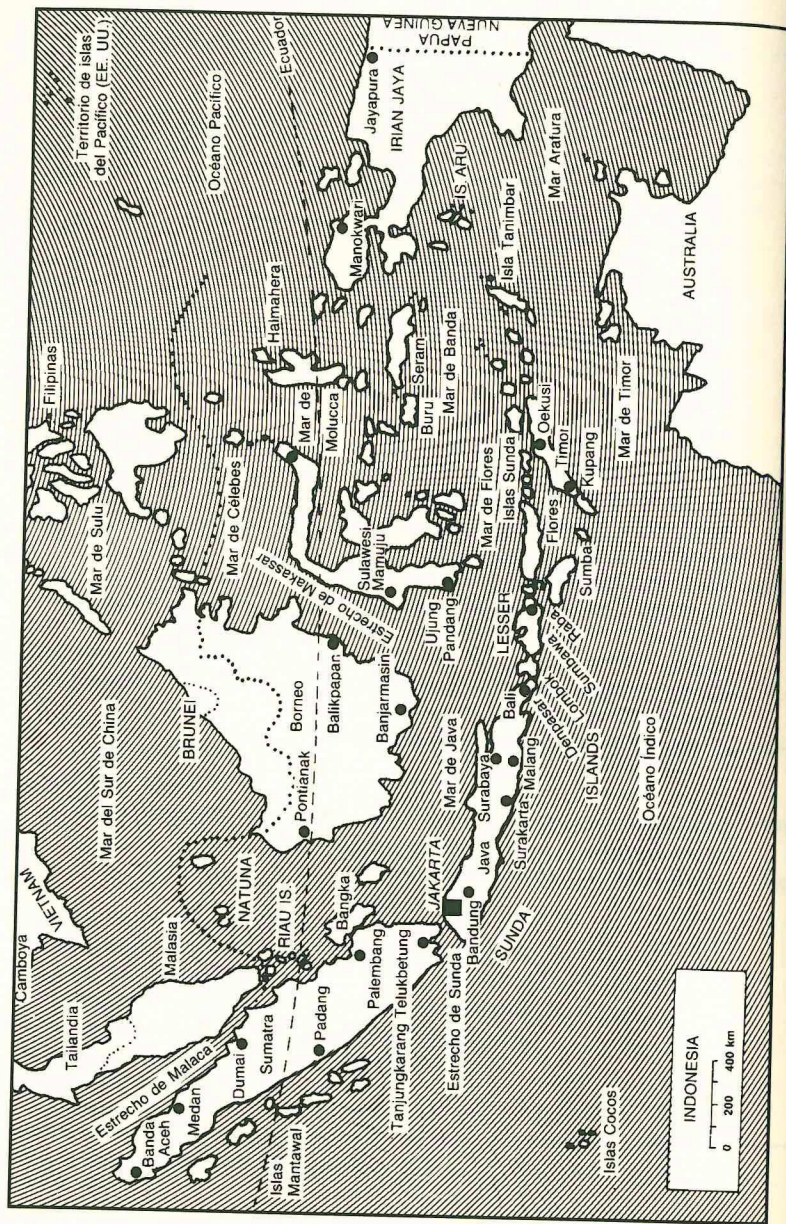 Camboya
VIETNAM
Tailandia
Malasia
Mar del Sur de China
BRUNEI
Mar de Sulu
Filipinas
Territorio de islas
del Pacífico (EE. UU.)
Océano Pacífico
Ecuador
Estrecho de Malaca
Banda
Aceh
Medan
Dumai
Sumatra
Islas
Mantawai
Padang
RIAU IS.
NATUNA
Bangka
Palembang
Tanjungkarang Telukbetung
Pontianak
Borneo
Balikpapan
Banjarmasin
Mar de Celebes
Estrecho de Makassar
Sulawesi
Mamuju
Ujung
Pandang
Mar de
Molucca
Halmahera
Manokwari
Jayapura
IRIAN JAYA
PAPUA
NUEVA GUINEA
Buru
Seram
Mar de Banda
IS. ARU
Isla Tanimbar
Mar Arafura
Estrecho de Sunda
JAKARTA
Bandung
Java
Mar de Java
Surabaya
Surakarta
Malang
Bali
Denpasar
Lombok
Sumbawa
Raba
SUNDA
ISLANDS
LESSER
Mar de Flores
Islas Sunda
Flores
Sumba
Oekusi
Timor
Kupang
Mar de Timor
AUSTRALIA
Océano Índico
Islas Cocos
INDONESIA
0 200 400 km